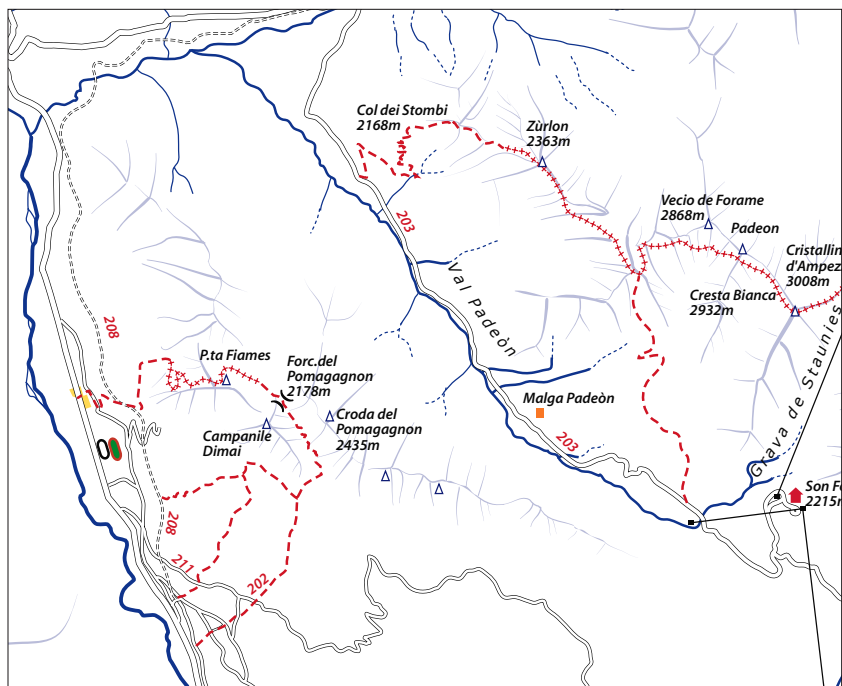 Col dei Stombi
2168m
Zùrlon
2363m
Vecio de Forame
2868m
Padeon
Cristallin
d'Ampez
3008m
203
Val Padeòn
Cresta Bianca
2932m
208
P.ta Fiames
Forc.del
Pomagagnon
2178m
Malga Padeòn
Croda del
Pomagagnon
2435m
Campanile
Dimai
203
Grava de Staunies
Son Fo
2215m
208
211
202